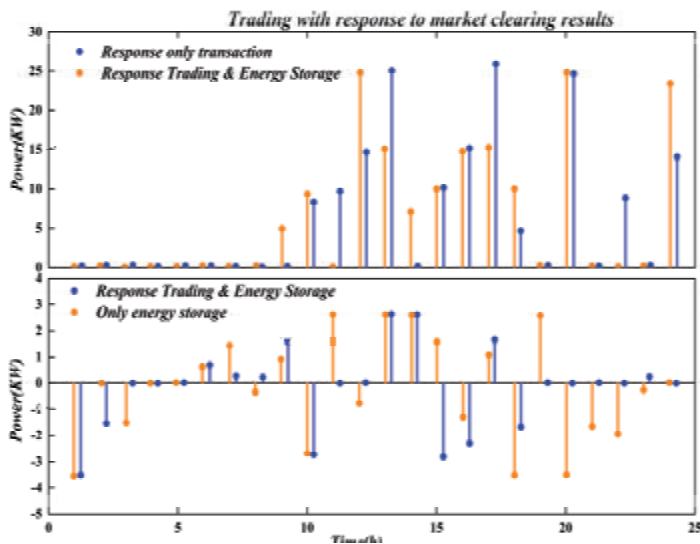 Trading with response to market clearing results
30
25
20
15
10
5
0
Power(KW)
Response only transaction
Response Trading & Energy Storage
4
3
2
1
0
-1
-2
-3
-4
-5
Power(KW)
Response Trading & Energy Storage
Only energy storage
0 5 10 15 20 25
Time(h)